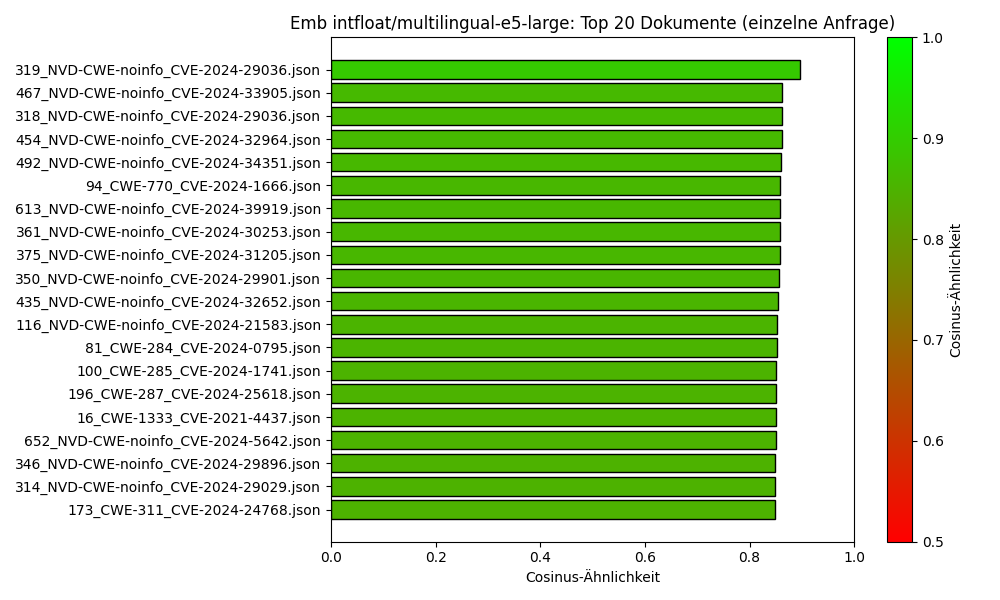 Emb intfloat/multilingual-e5-large: Top 20 Dokumente (einzelne Anfrage)
319_NVD-CWE-noinfo_CVE-2024-29036.json
467_NVD-CWE-noinfo_CVE-2024-33905.json
318_NVD-CWE-noinfo_CVE-2024-29036.json
454_NVD-CWE-noinfo_CVE-2024-32964.json
492_NVD-CWE-noinfo_CVE-2024-34351.json
94_CWE-770_CVE-2024-1666.json
613_NVD-CWE-noinfo_CVE-2024-39919.json
361_NVD-CWE-noinfo_CVE-2024-30253.json
375_NVD-CWE-noinfo_CVE-2024-31205.json
350_NVD-CWE-noinfo_CVE-2024-29901.json
435_NVD-CWE-noinfo_CVE-2024-32652.json
116_NVD-CWE-noinfo_CVE-2024-21583.json
81_CWE-284_CVE-2024-0795.json
100_CWE-285_CVE-2024-1741.json
196_CWE-287_CVE-2024-25618.json
16_CWE-1333_CVE-2021-4437.json
652_NVD-CWE-noinfo_CVE-2024-5642.json
346_NVD-CWE-noinfo_CVE-2024-29896.json
314_NVD-CWE-noinfo_CVE-2024-29029.json
173_CWE-311_CVE-2024-24768.json
0.0 0.2 0.4 0.6 0.8 1.0
Cosinus-Ähnlichkeit
1.0
0.9
0.8
0.7
0.6
0.5
Cosinus-Ähnlichkeit